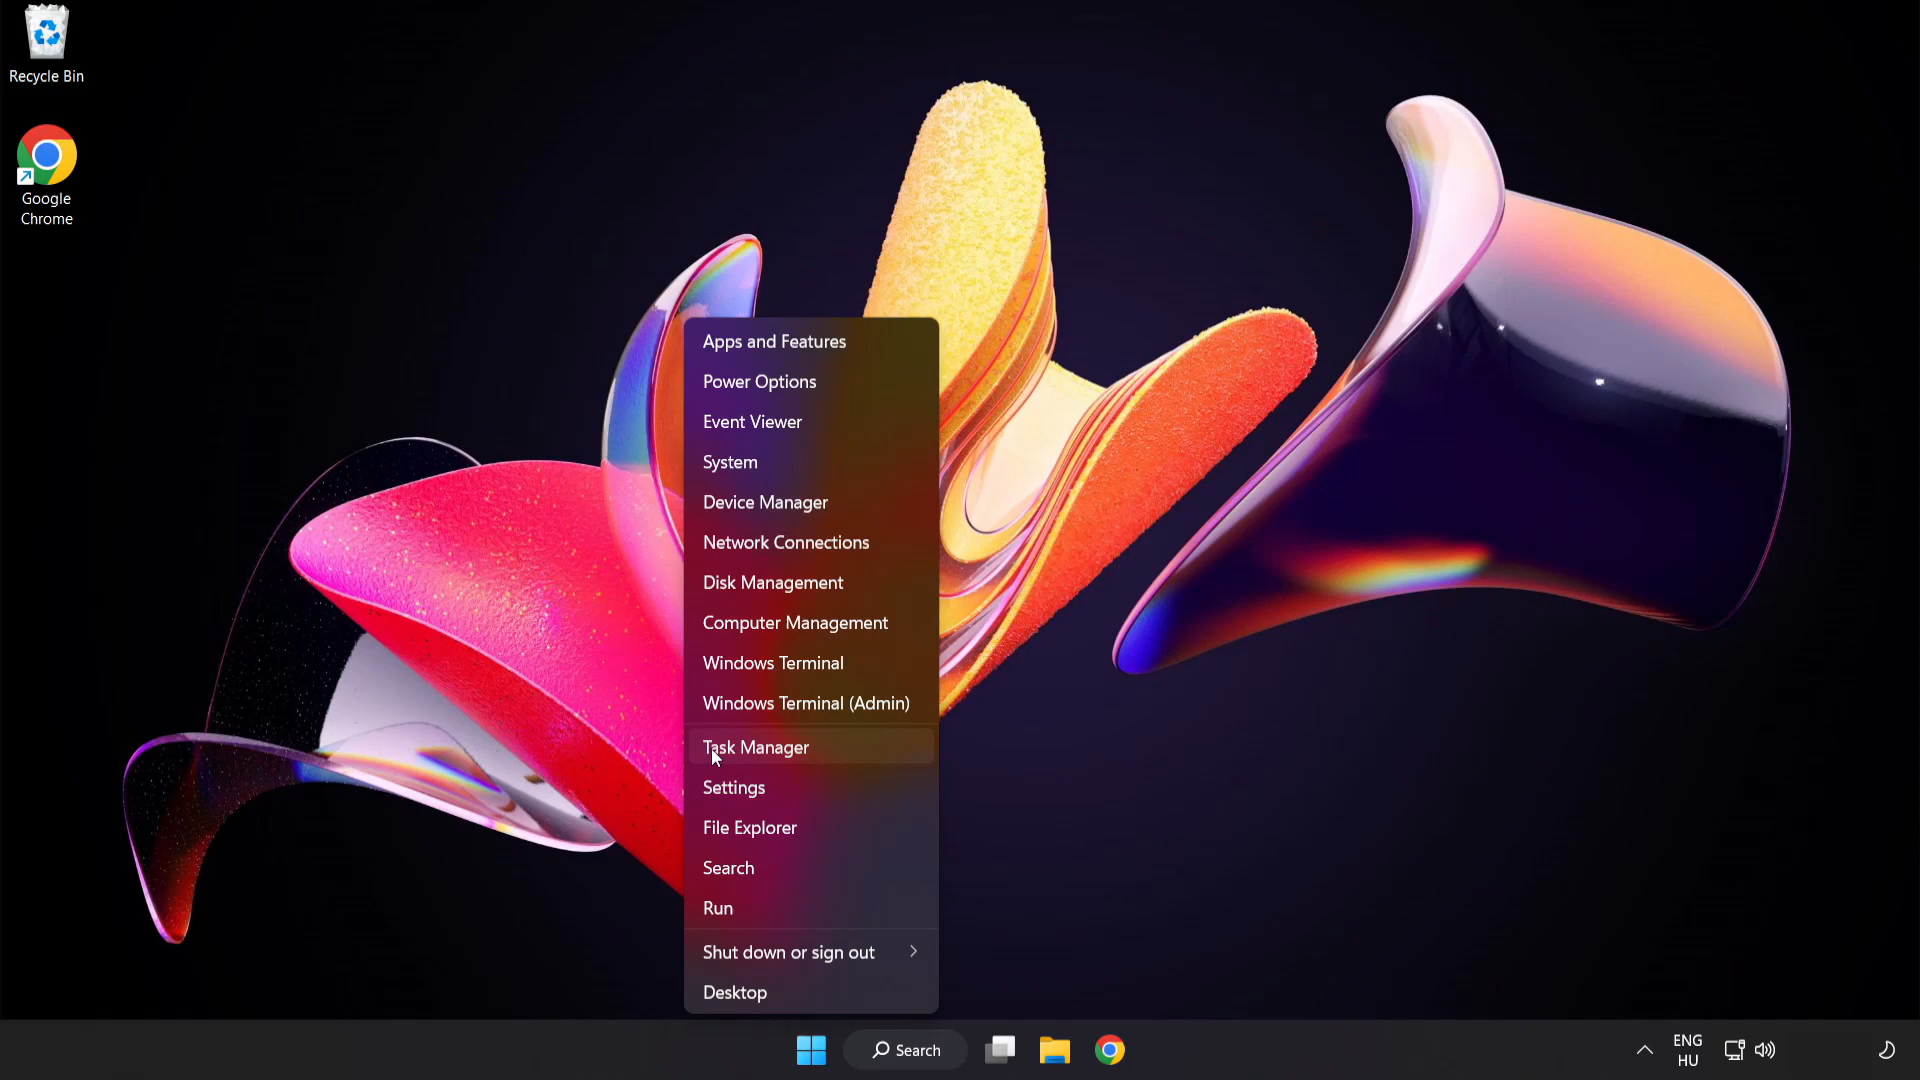 Recycle Bin
Google
Chrome
Apps and Features
Power Options
Event Viewer
System
Device Manager
Network Connections
Disk Management
Computer Management
Windows Terminal
Windows Terminal (Admin)
Task Manager
Settings
File Explorer
Search
Run
Shut down or sign out
Desktop
Search
ENG
HU